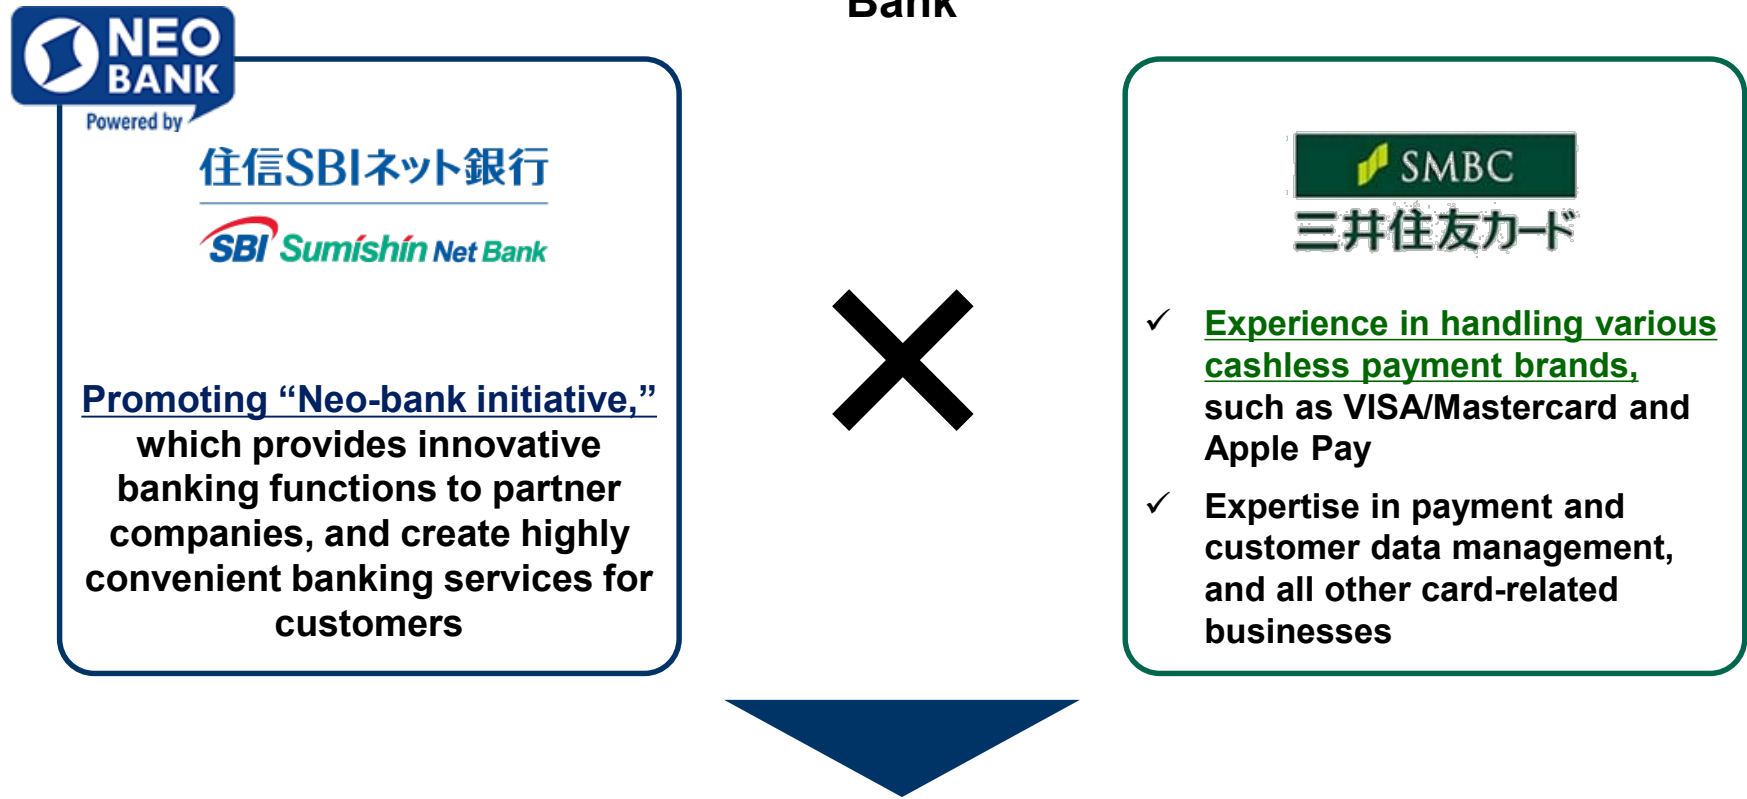 Bank
NEO
BANK
Powered by
住信SBIネット銀行
SBI Sumishin Net Bank
Promoting “Neo-bank initiative,”
which provides innovative
banking functions to partner
companies, and create highly
convenient banking services for
customers
SMBC
三井住友カード
✓ Experience in handling various
cashless payment brands,
such as VISA/Mastercard and
Apple Pay
✓ Expertise in payment and
customer data management,
and all other card-related
businesses